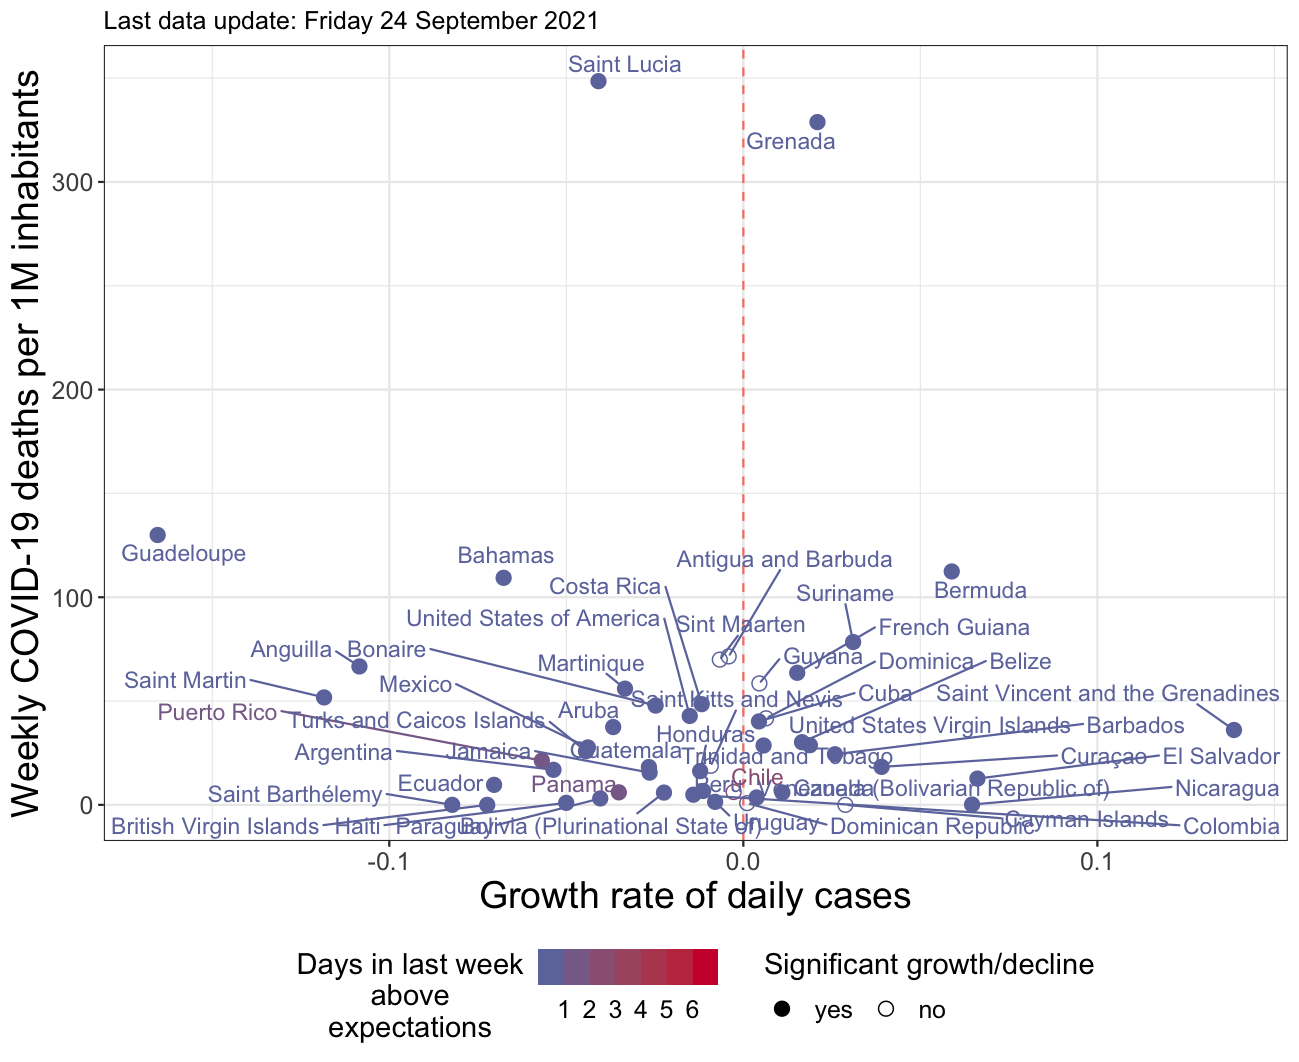 Last data update: Friday 24 September 2021
Weekly COVID-19 deaths per 1M inhabitants
300
200
100
0
Saint Lucia
Grenada
Guadeloupe
Bahamas
Antigua and Barbuda
Costa Rica
Bermuda
Suriname
United States of America
Sint Maarten
French Guiana
Anguilla
Bonaire
Martinique
Guyana
Dominica
Belize
Saint Martin
Mexico
Saint Kitts and Nevis
Cuba
Saint Vincent and the Grenadines
Puerto Rico
Turks and Caicos Islands
Aruba
Honduras
United States Virgin Islands
Barbados
Argentina
Jamaica
Guatemala
Trinidad and Tobago
Curaçao
El Salvador
Ecuador
Panama
Peru
Chile
Venezuela (Bolivarian Republic of)
Canada
Nicaragua
Saint Barthélemy
British Virgin Islands
Haiti
Paraguay
Bolivia (Plurinational State of)
Uruguay
Dominican Republic
Cayman Islands
Colombia
-0.1
0.0
0.1
Growth rate of daily cases
Days in last week
above
expectations
1 2 3 4 5 6
Significant growth/decline
yes
no